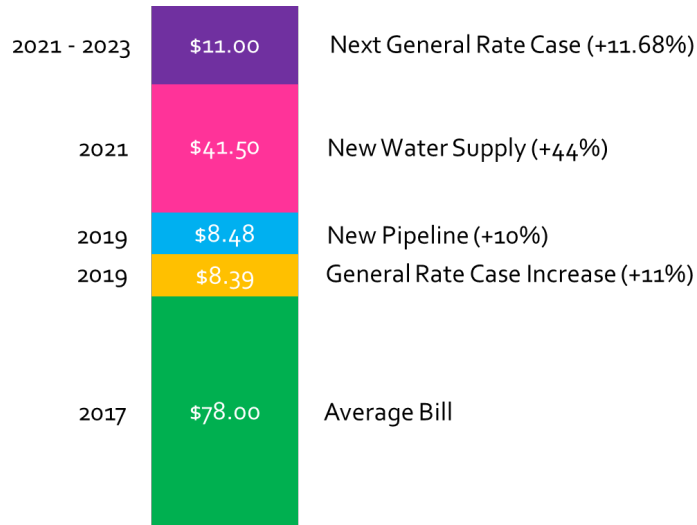 2021 - 2023 $11.00 Next General Rate Case (+11.68%)
2021 $41.50 New Water Supply (+44%)
2019 $8.48 New Pipeline (+10%)
2019 $8.39 General Rate Case Increase (+11%)
2017 $78.00 Average Bill